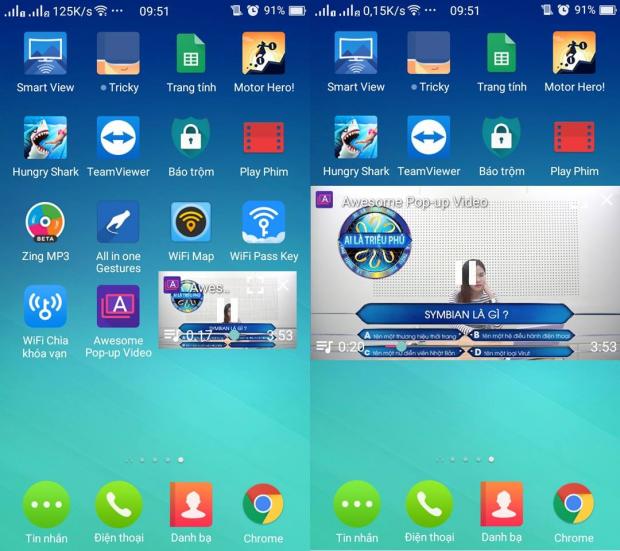 125K/s ... 09:51 91%
Smart View
Tricky
Trang tính
Motor Hero!
Hungry Shark
TeamViewer
Báo trộm
Play Phim
BETA
Zing MP3
All in one Gestures
WiFi Map
WiFi Pass Key
WiFi Chìa khóa vạn
A
Awesome Pop-up Video
A
Awes..
AI LÀ TRIỆU PHÚ
SYMBIAN LÀ GÌ ?
0:17
3:53
Tin nhắn
Điện thoại
Danh bạ
Chrome
0,15K/s ... 09:51 91%
Smart View
Tricky
Trang tính
Motor Hero!
Hungry Shark
TeamViewer
Báo trộm
Play Phim
A
Awesome Pop-up Video
AI LÀ TRIỆU PHÚ
SYMBIAN LÀ GÌ ?
A tên một thương hiệu thời trang
B tên một hệ điều hành điện thoại
0:20
3:53
C tên một nữ diễn viên Nhật Bản
D tên một loại Virut
Tin nhắn
Điện thoại
Danh bạ
Chrome